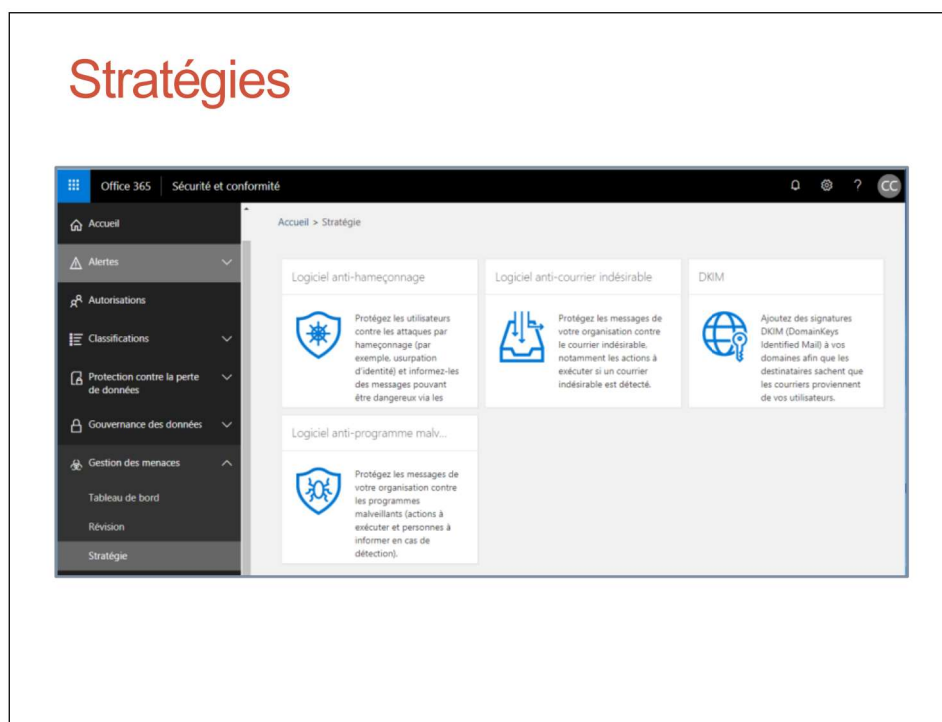 Stratégies
Office 365
Sécurité et conformité
?
CC
Accueil
Alertes
Autorisations
Classifications
Protection contre la perte
de données
Gouvernance des données
Gestion des menaces
Tableau de bord
Révision
Stratégie
Accueil > Stratégie
Logiciel anti-hameçonnage
Protégez les utilisateurs
contre les attaques par
hameçonnage (par
exemple, usurpation
d'identité) et informez-les
des messages pouvant
être dangereux via les
Logiciel anti-courrier indésirable
Protégez les messages de
votre organisation contre
le courrier indésirable,
notamment les actions à
exécuter si un courrier
indésirable est détecté.
DKIM
Ajoutez des signatures
DKIM (DomainKeys
Identified Mail) à vos
domaines afin que les
destinataires sachent que
les courriers proviennent
de vos utilisateurs.
Logiciel anti-programme malv...
Protégez les messages de
votre organisation contre
les programmes
malveillants (actions à
exécuter et personnes à
informer en cas de
détection).